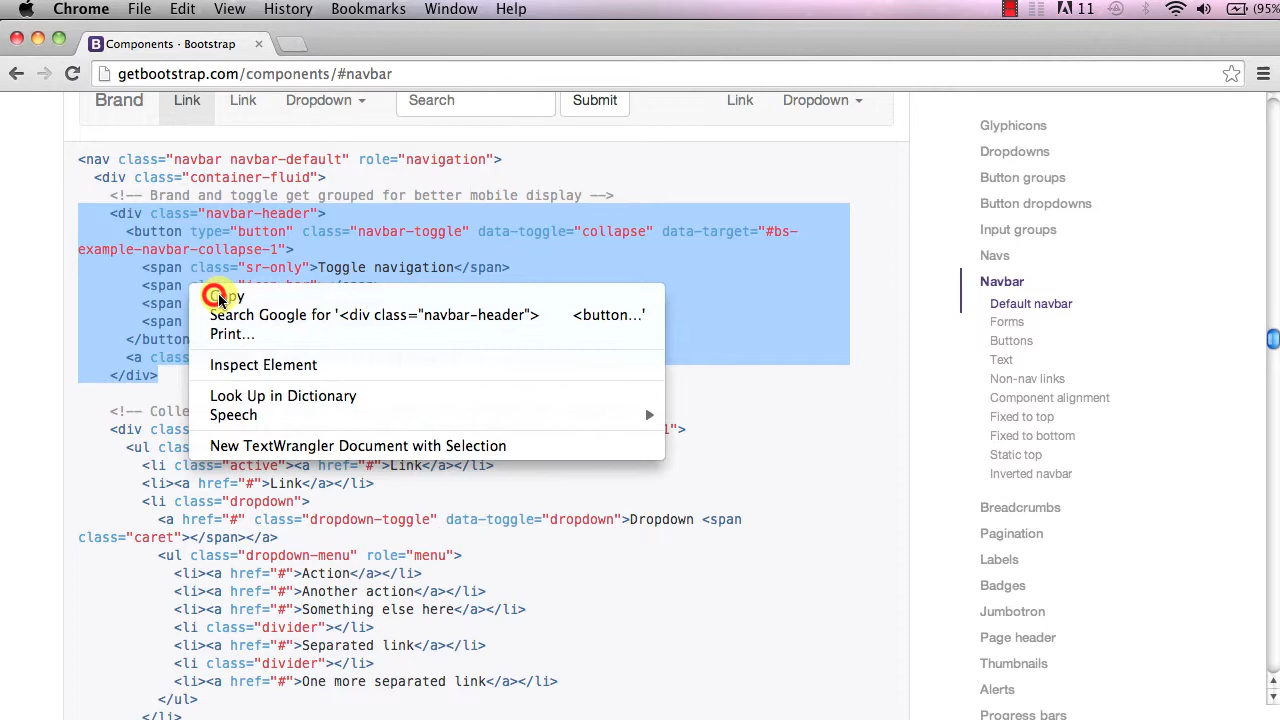 Chrome File Edit View History Bookmarks Window Help 11 (95%
B Components · Bootstrap ×
getbootstrap.com/components/#navbar
Brand Link Link Dropdown Search Submit Link Dropdown
<nav class="navbar navbar-default" role="navigation">
<div class="container-fluid">
<!-- Brand and toggle get grouped for better mobile display -->
<div class="navbar-header">
<button type="button" class="navbar-toggle" data-toggle="collapse" data-target="#bs-
example-navbar-collapse-1">
<span class="sr-only">Toggle navigation</span>
<span
<span
<span
</button
<a class
</div>
Copy
Search Google for '<div class="navbar-header"> <button...'
Print...
Inspect Element
Look Up in Dictionary
Speech
New TextWrangler Document with Selection
<!-- Colle
<div c 1">
<ul cl
<li class="active"><a href="#">Link</a></li>
<li><a href="#">Link</a></li>
<li class="dropdown">
<a href="#" class="dropdown-toggle" data-toggle="dropdown">Dropdown <span
class="caret"></span></a>
<ul class="dropdown-menu" role="menu">
<li><a href="#">Action</a></li>
<li><a href="#">Another action</a></li>
<li><a href="#">Something else here</a></li>
<li class="divider"></li>
<li><a href="#">Separated link</a></li>
<li class="divider"></li>
<li><a href="#">One more separated link</a></li>
</ul>
</li>
Glyphicons
Dropdowns
Button groups
Button dropdowns
Input groups
Navs
Navbar
Default navbar
Forms
Buttons
Text
Non-nav links
Component alignment
Fixed to top
Fixed to bottom
Static top
Inverted navbar
Breadcrumbs
Pagination
Labels
Badges
Jumbotron
Page header
Thumbnails
Alerts
Progress bars